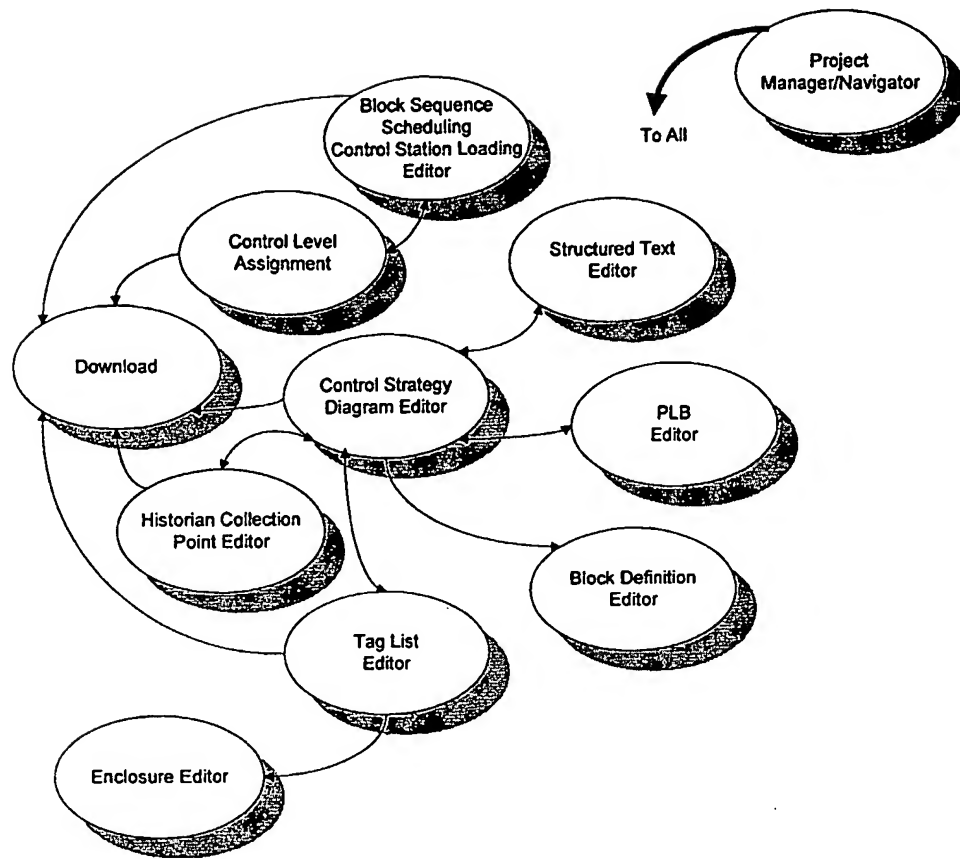 Project
Manager/Navigator
To All
Block Sequence
Scheduling
Control Station Loading
Editor
Control Level
Assignment
Structured Text
Editor
Download
Control Strategy
Diagram Editor
PLB
Editor
Historian Collection
Point Editor
Block Definition
Editor
Tag List
Editor
Enclosure Editor